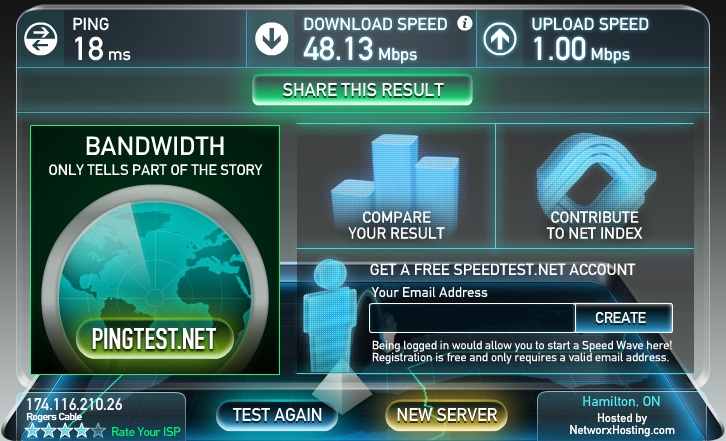 PING
18 ms
DOWNLOAD SPEED i
48.13 Mbps
UPLOAD SPEED
1.00 Mbps
SHARE THIS RESULT
BANDWIDTH
ONLY TELLS PART OF THE STORY
PINGTEST.NET
COMPARE
YOUR RESULT
CONTRIBUTE
TO NET INDEX
GET A FREE SPEEDTEST.NET ACCOUNT
Your Email Address
CREATE
Being logged in would allow you to start a Speed Wave here!
Registration is free and only requires a valid email address.
174.116.210.26
Rogers Cable
Rate Your ISP
TEST AGAIN
NEW SERVER
Hamilton, ON
Hosted by
NetworxHosting.com